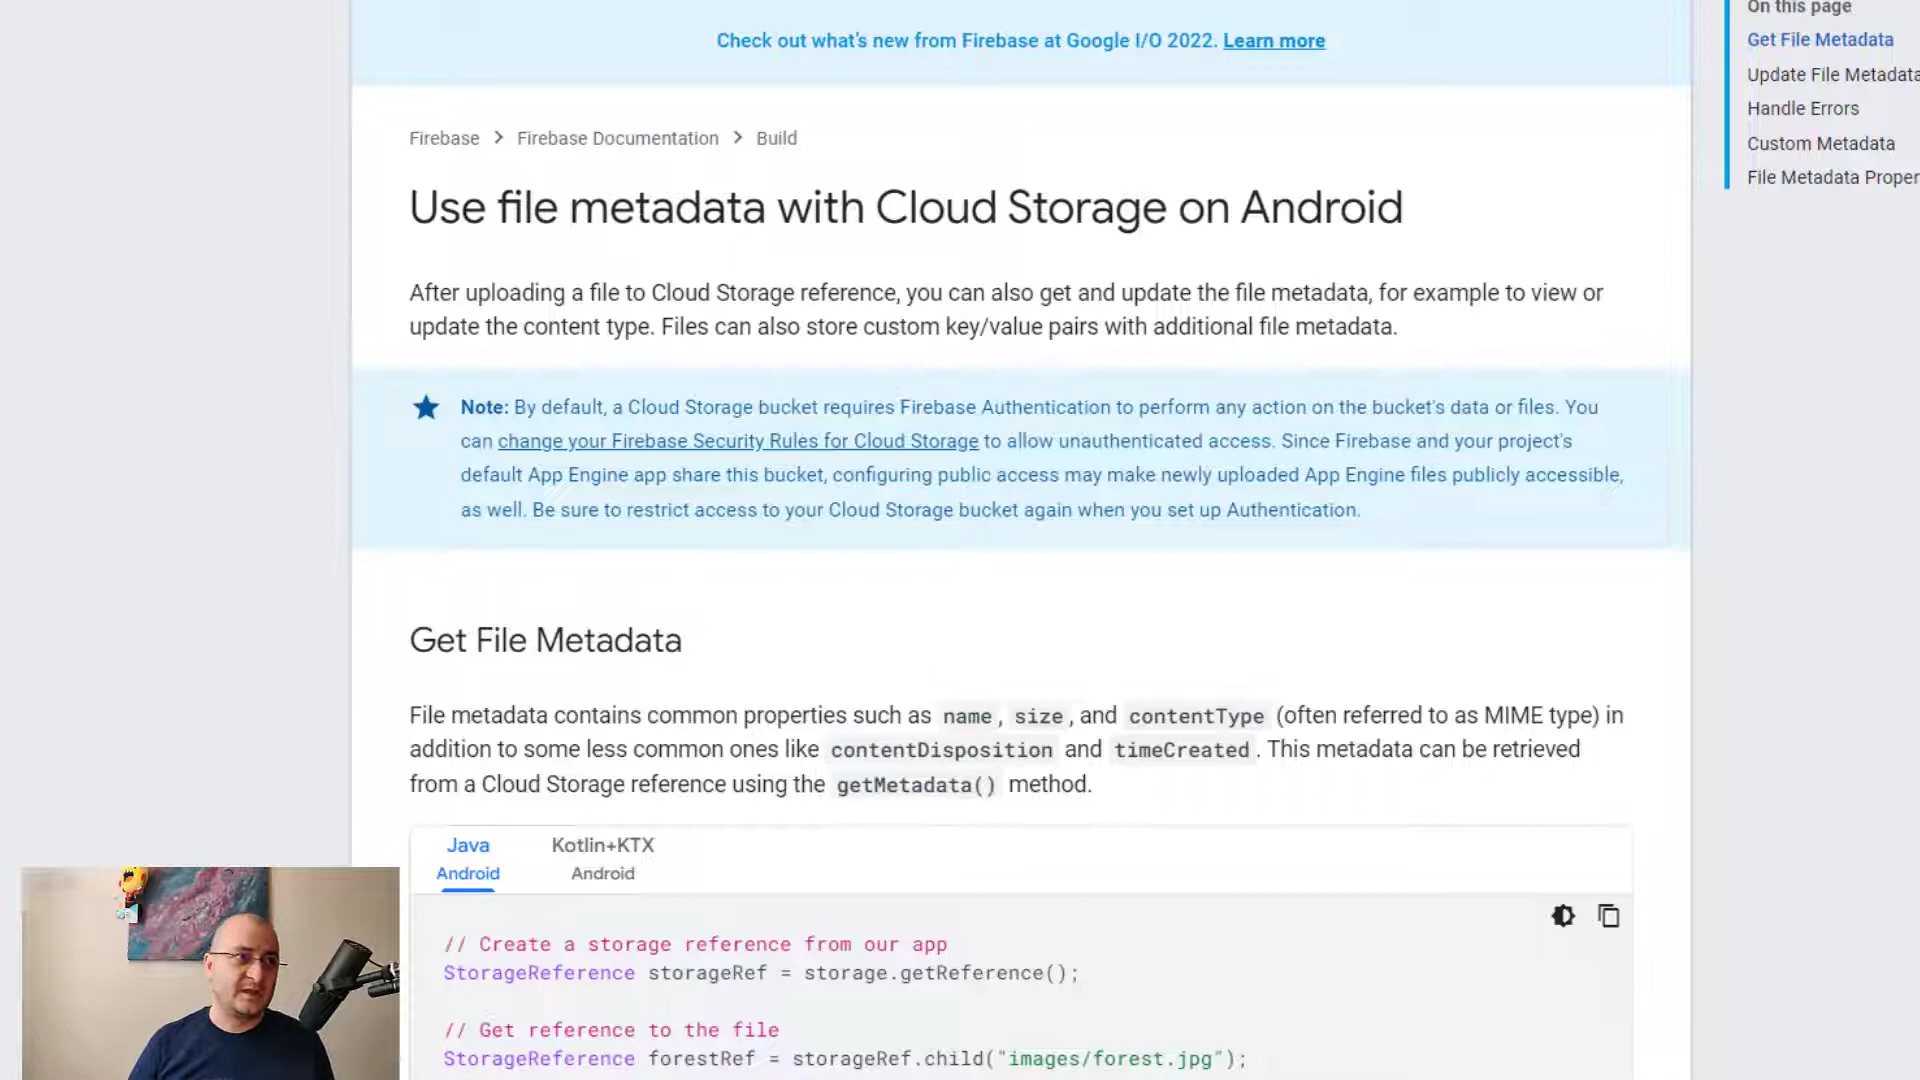 Check out what's new from Firebase at Google I/O 2022. Learn more
On this page
Get File Metadata
Update File Metadata
Handle Errors
Custom Metadata
File Metadata Proper
Firebase > Firebase Documentation > Build
Use file metadata with Cloud Storage on Android
After uploading a file to Cloud Storage reference, you can also get and update the file metadata, for example to view or
update the content type. Files can also store custom key/value pairs with additional file metadata.
Note: By default, a Cloud Storage bucket requires Firebase Authentication to perform any action on the bucket's data or files. You
can change your Firebase Security Rules for Cloud Storage to allow unauthenticated access. Since Firebase and your project's
default App Engine app share this bucket, configuring public access may make newly uploaded App Engine files publicly accessible,
as well. Be sure to restrict access to your Cloud Storage bucket again when you set up Authentication.
Get File Metadata
File metadata contains common properties such as name, size, and contentType (often referred to as MIME type) in
addition to some less common ones like contentDisposition and timeCreated. This metadata can be retrieved
from a Cloud Storage reference using the getMetadata() method.
Java Kotlin+KTX
Android Android
// Create a storage reference from our app
StorageReference storageRef = storage.getReference();
// Get reference to the file
StorageReference forestRef = storageRef.child("images/forest.jpg");